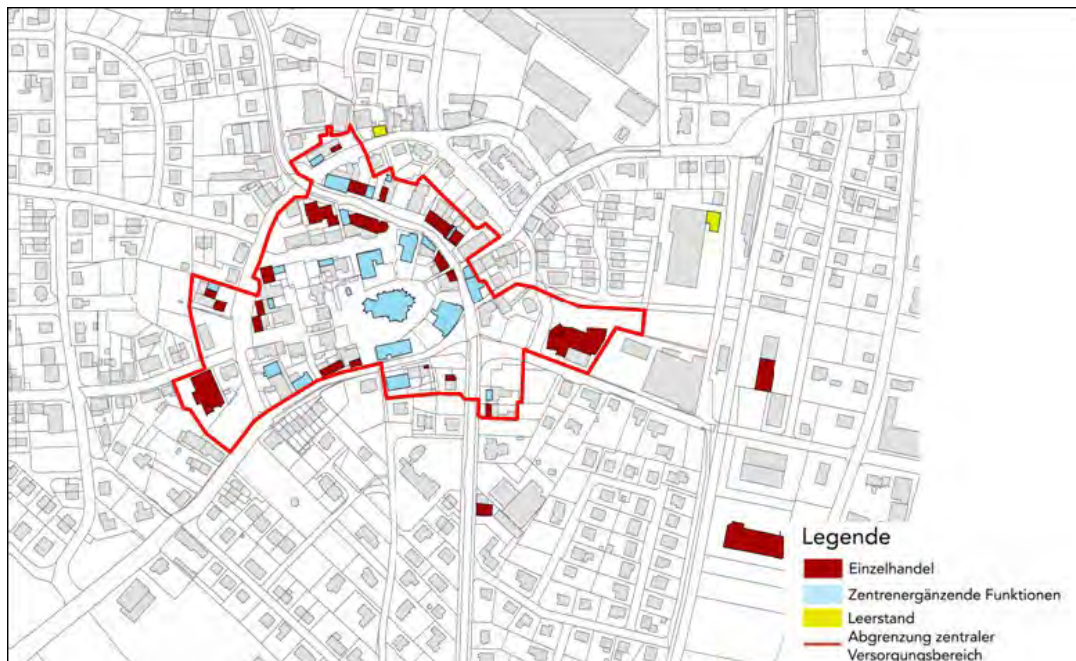 Legende
Einzelhandel
Zentrenergänzende Funktionen
Leerstand
Abgrenzung zentraler
Versorgungsbereich